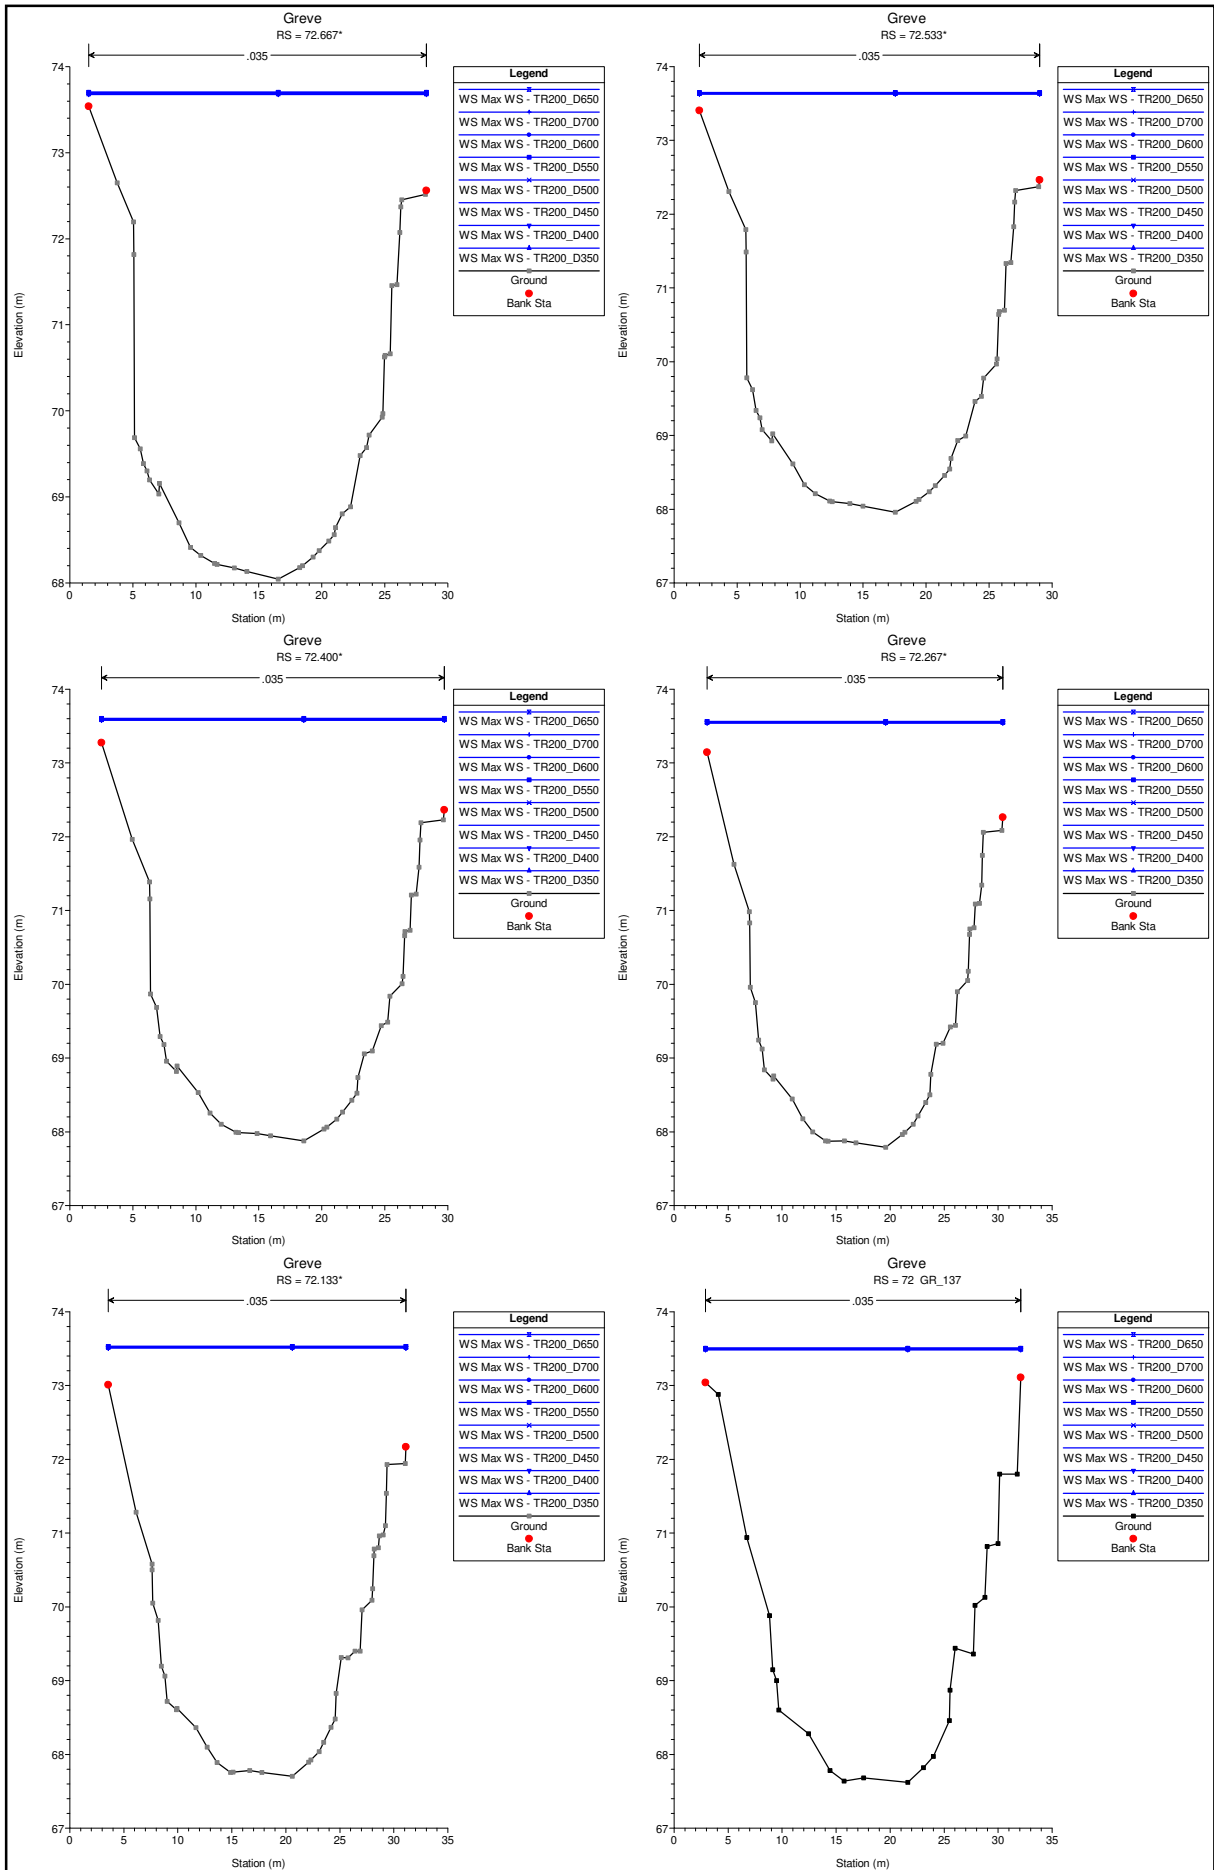 Greve
RS = 72.667*
.035
74
73
72
71
70
69
68
0 5 10 15 20 25 30
Elevation (m)
Station (m)
Legend
WS Max WS - TR200_D650
WS Max WS - TR200_D700
WS Max WS - TR200_D600
WS Max WS - TR200_D550
WS Max WS - TR200_D500
WS Max WS - TR200_D450
WS Max WS - TR200_D400
WS Max WS - TR200_D350
Ground
Bank Sta
Greve
RS = 72.533*
.035
74
73
72
71
70
69
68
67
0 5 10 15 20 25 30
Elevation (m)
Station (m)
Legend
WS Max WS - TR200_D650
WS Max WS - TR200_D700
WS Max WS - TR200_D600
WS Max WS - TR200_D550
WS Max WS - TR200_D500
WS Max WS - TR200_D450
WS Max WS - TR200_D400
WS Max WS - TR200_D350
Ground
Bank Sta
Greve
RS = 72.400*
.035
74
73
72
71
70
69
68
67
0 5 10 15 20 25 30
Elevation (m)
Station (m)
Legend
WS Max WS - TR200_D650
WS Max WS - TR200_D700
WS Max WS - TR200_D600
WS Max WS - TR200_D550
WS Max WS - TR200_D500
WS Max WS - TR200_D450
WS Max WS - TR200_D400
WS Max WS - TR200_D350
Ground
Bank Sta
Greve
RS = 72.267*
.035
74
73
72
71
70
69
68
67
0 5 10 15 20 25 30 35
Elevation (m)
Station (m)
Legend
WS Max WS - TR200_D650
WS Max WS - TR200_D700
WS Max WS - TR200_D600
WS Max WS - TR200_D550
WS Max WS - TR200_D500
WS Max WS - TR200_D450
WS Max WS - TR200_D400
WS Max WS - TR200_D350
Ground
Bank Sta
Greve
RS = 72.133*
.035
74
73
72
71
70
69
68
67
0 5 10 15 20 25 30 35
Elevation (m)
Station (m)
Legend
WS Max WS - TR200_D650
WS Max WS - TR200_D700
WS Max WS - TR200_D600
WS Max WS - TR200_D550
WS Max WS - TR200_D500
WS Max WS - TR200_D450
WS Max WS - TR200_D400
WS Max WS - TR200_D350
Ground
Bank Sta
Greve
RS = 72 GR_137
.035
74
73
72
71
70
69
68
67
0 5 10 15 20 25 30 35
Elevation (m)
Station (m)
Legend
WS Max WS - TR200_D650
WS Max WS - TR200_D700
WS Max WS - TR200_D600
WS Max WS - TR200_D550
WS Max WS - TR200_D500
WS Max WS - TR200_D450
WS Max WS - TR200_D400
WS Max WS - TR200_D350
Ground
Bank Sta